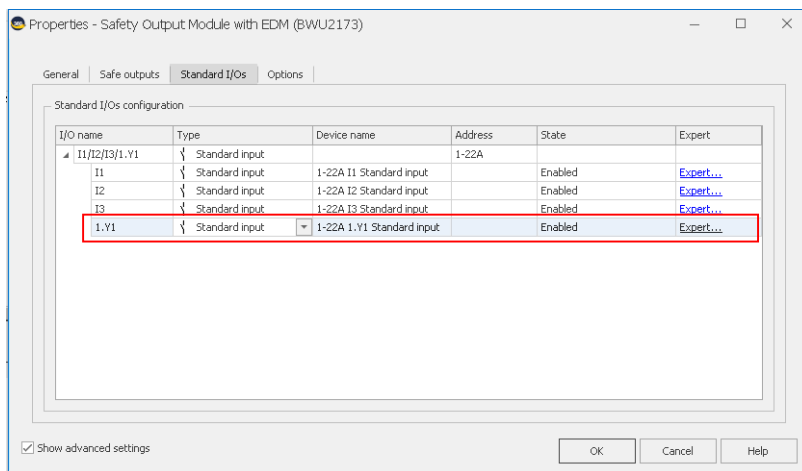 Properties - Safety Output Module with EDM (BWU2173)
General Safe outputs Standard I/Os Options
Standard I/Os configuration
I/O name Type Device name Address State Expert
I1/I2/I3/1.Y1 Standard input 1-22A
I1 Standard input 1-22A I1 Standard input Enabled Expert...
I2 Standard input 1-22A I2 Standard input Enabled Expert...
I3 Standard input 1-22A I3 Standard input Enabled Expert...
1.Y1 Standard input 1-22A 1.Y1 Standard input Enabled Expert...
Show advanced settings OK Cancel Help